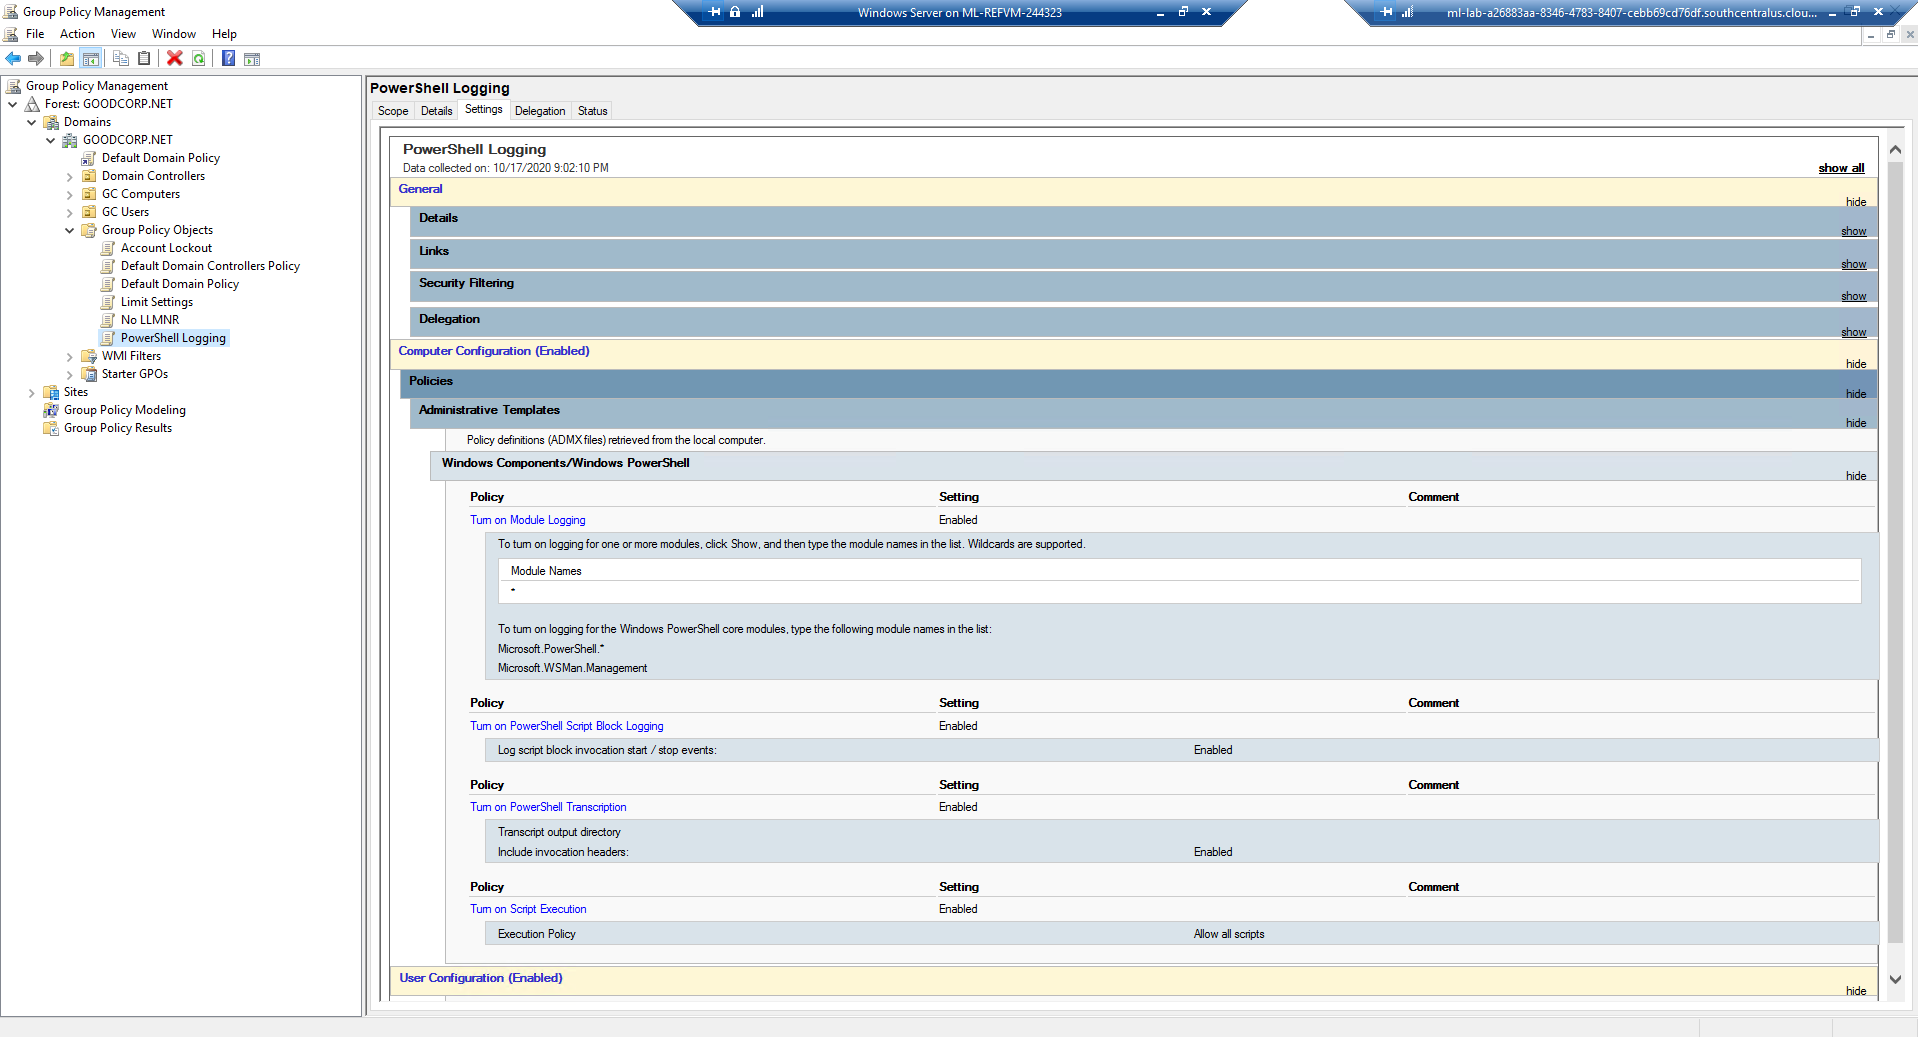 Group Policy Management
Windows Server on ML-REFVM-244323
ml-lab-a26883aa-8346-4783-8407-cebb69cd76df.southcentralus.clou...
File Action View Window Help
Group Policy Management
Forest: GOODCORP.NET
Domains
GOODCORP.NET
Default Domain Policy
Domain Controllers
GC Computers
GC Users
Group Policy Objects
Account Lockout
Default Domain Controllers Policy
Default Domain Policy
Limit Settings
No LLMNR
PowerShell Logging
WMI Filters
Starter GPOs
Sites
Group Policy Modeling
Group Policy Results
PowerShell Logging
Scope Details Settings Delegation Status
PowerShell Logging
Data collected on: 10/17/2020 9:02:10 PM
show all
General
hide
Details
show
Links
show
Security Filtering
show
Delegation
show
Computer Configuration (Enabled)
hide
Policies
hide
Administrative Templates
hide
Policy definitions (ADMX files) retrieved from the local computer.
Windows Components/Windows PowerShell
hide
Policy Setting Comment
Turn on Module Logging Enabled
To turn on logging for one or more modules, click Show, and then type the module names in the list. Wildcards are supported.
Module Names
*
To turn on logging for the Windows PowerShell core modules, type the following module names in the list:
Microsoft.PowerShell.*
Microsoft.WSMan.Management
Policy Setting Comment
Turn on PowerShell Script Block Logging Enabled
Log script block invocation start / stop events: Enabled
Policy Setting Comment
Turn on PowerShell Transcription Enabled
Transcript output directory
Include invocation headers: Enabled
Policy Setting Comment
Turn on Script Execution Enabled
Execution Policy Allow all scripts
User Configuration (Enabled)
hide